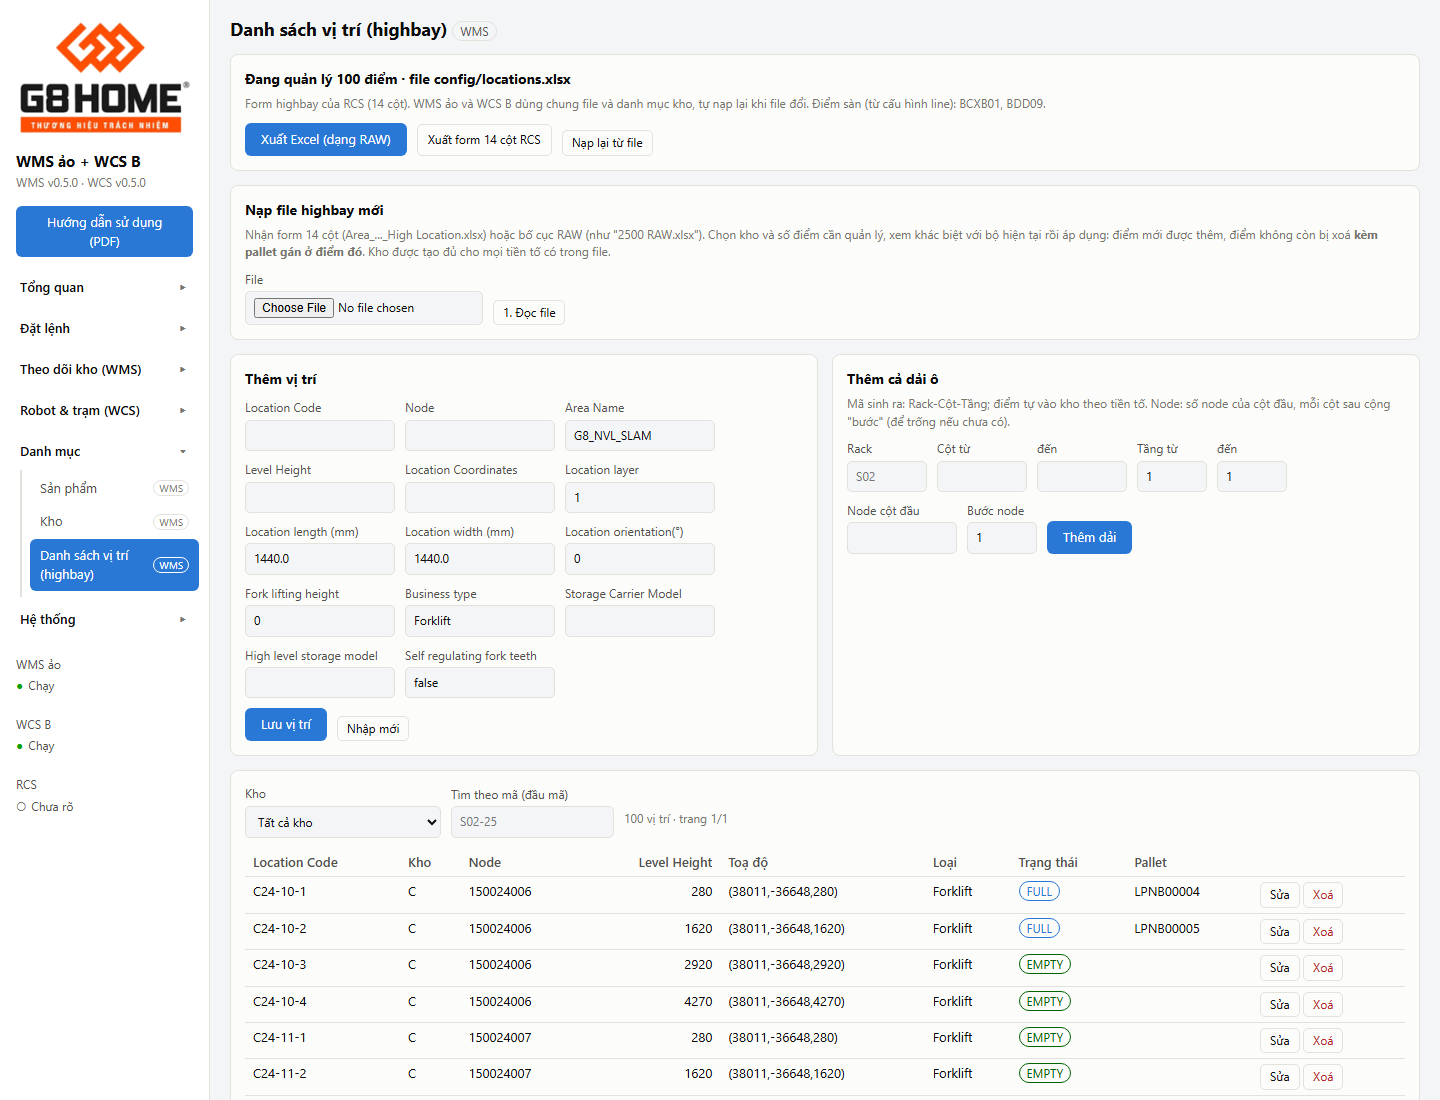 G8 HOME®
THƯƠNG HIỆU TRÁCH NHIỆM
WMS ảo + WCS B
WMS v0.5.0 · WCS v0.5.0
Hướng dẫn sử dụng
(PDF)
Tổng quan
Đặt lệnh
Theo dõi kho (WMS)
Robot & trạm (WCS)
Danh mục
Sản phẩm WMS
Kho WMS
Danh sách vị trí
(highbay) WMS
Hệ thống
WMS ảo
Chạy
WCS B
Chạy
RCS
Chưa rõ
Danh sách vị trí (highbay) WMS
Đang quản lý 100 điểm · file config/locations.xlsx
Form highbay của RCS (14 cột). WMS ảo và WCS B dùng chung file và danh mục kho, tự nạp lại khi file đổi. Điểm sàn (từ cấu hình line): BCXB01, BDD09.
Xuất Excel (dạng RAW) Xuất form 14 cột RCS Nạp lại từ file
Nạp file highbay mới
Nhận form 14 cột (Area_..._High Location.xlsx) hoặc bố cục RAW (như "2500 RAW.xlsx"). Chọn kho và số điểm cần quản lý, xem khác biệt với bộ hiện tại rồi áp dụng: điểm mới được thêm, điểm không còn bị xoá kèm
pallet gán ở điểm đó. Kho được tạo đủ cho mọi tiền tố có trong file.
File
Choose File No file chosen 1. Đọc file
Thêm vị trí
Location Code Node Area Name
G8_NVL_SLAM
Level Height Location Coordinates Location layer
1
Location length (mm) Location width (mm) Location orientation(°)
1440.0 1440.0 0
Fork lifting height Business type Storage Carrier Model
0 Forklift
High level storage model Self regulating fork teeth
false
Lưu vị trí Nhập mới
Thêm cả dải ô
Mã sinh ra: Rack-Cột-Tầng; điểm tự vào kho theo tiền tố. Node: số node của cột đầu, mỗi cột sau cộng
"bước" (để trống nếu chưa có).
Rack Cột từ đến Tầng từ đến
S02 1 1
Node cột đầu Bước node
1 Thêm dải
Kho Tìm theo mã (đầu mã)
Tất cả kho S02-25 100 vị trí · trang 1/1
Location Code Kho Node Level Height Toạ độ Loại Trạng thái Pallet
C24-10-1 C 150024006 280 (38011,-36648,280) Forklift FULL LPNB00004 Sửa Xoá
C24-10-2 C 150024006 1620 (38011,-36648,1620) Forklift FULL LPNB00005 Sửa Xoá
C24-10-3 C 150024006 2920 (38011,-36648,2920) Forklift EMPTY Sửa Xoá
C24-10-4 C 150024006 4270 (38011,-36648,4270) Forklift EMPTY Sửa Xoá
C24-11-1 C 150024007 280 (38011,-36648,280) Forklift EMPTY Sửa Xoá
C24-11-2 C 150024007 1620 (38011,-36648,1620) Forklift EMPTY Sửa Xoá